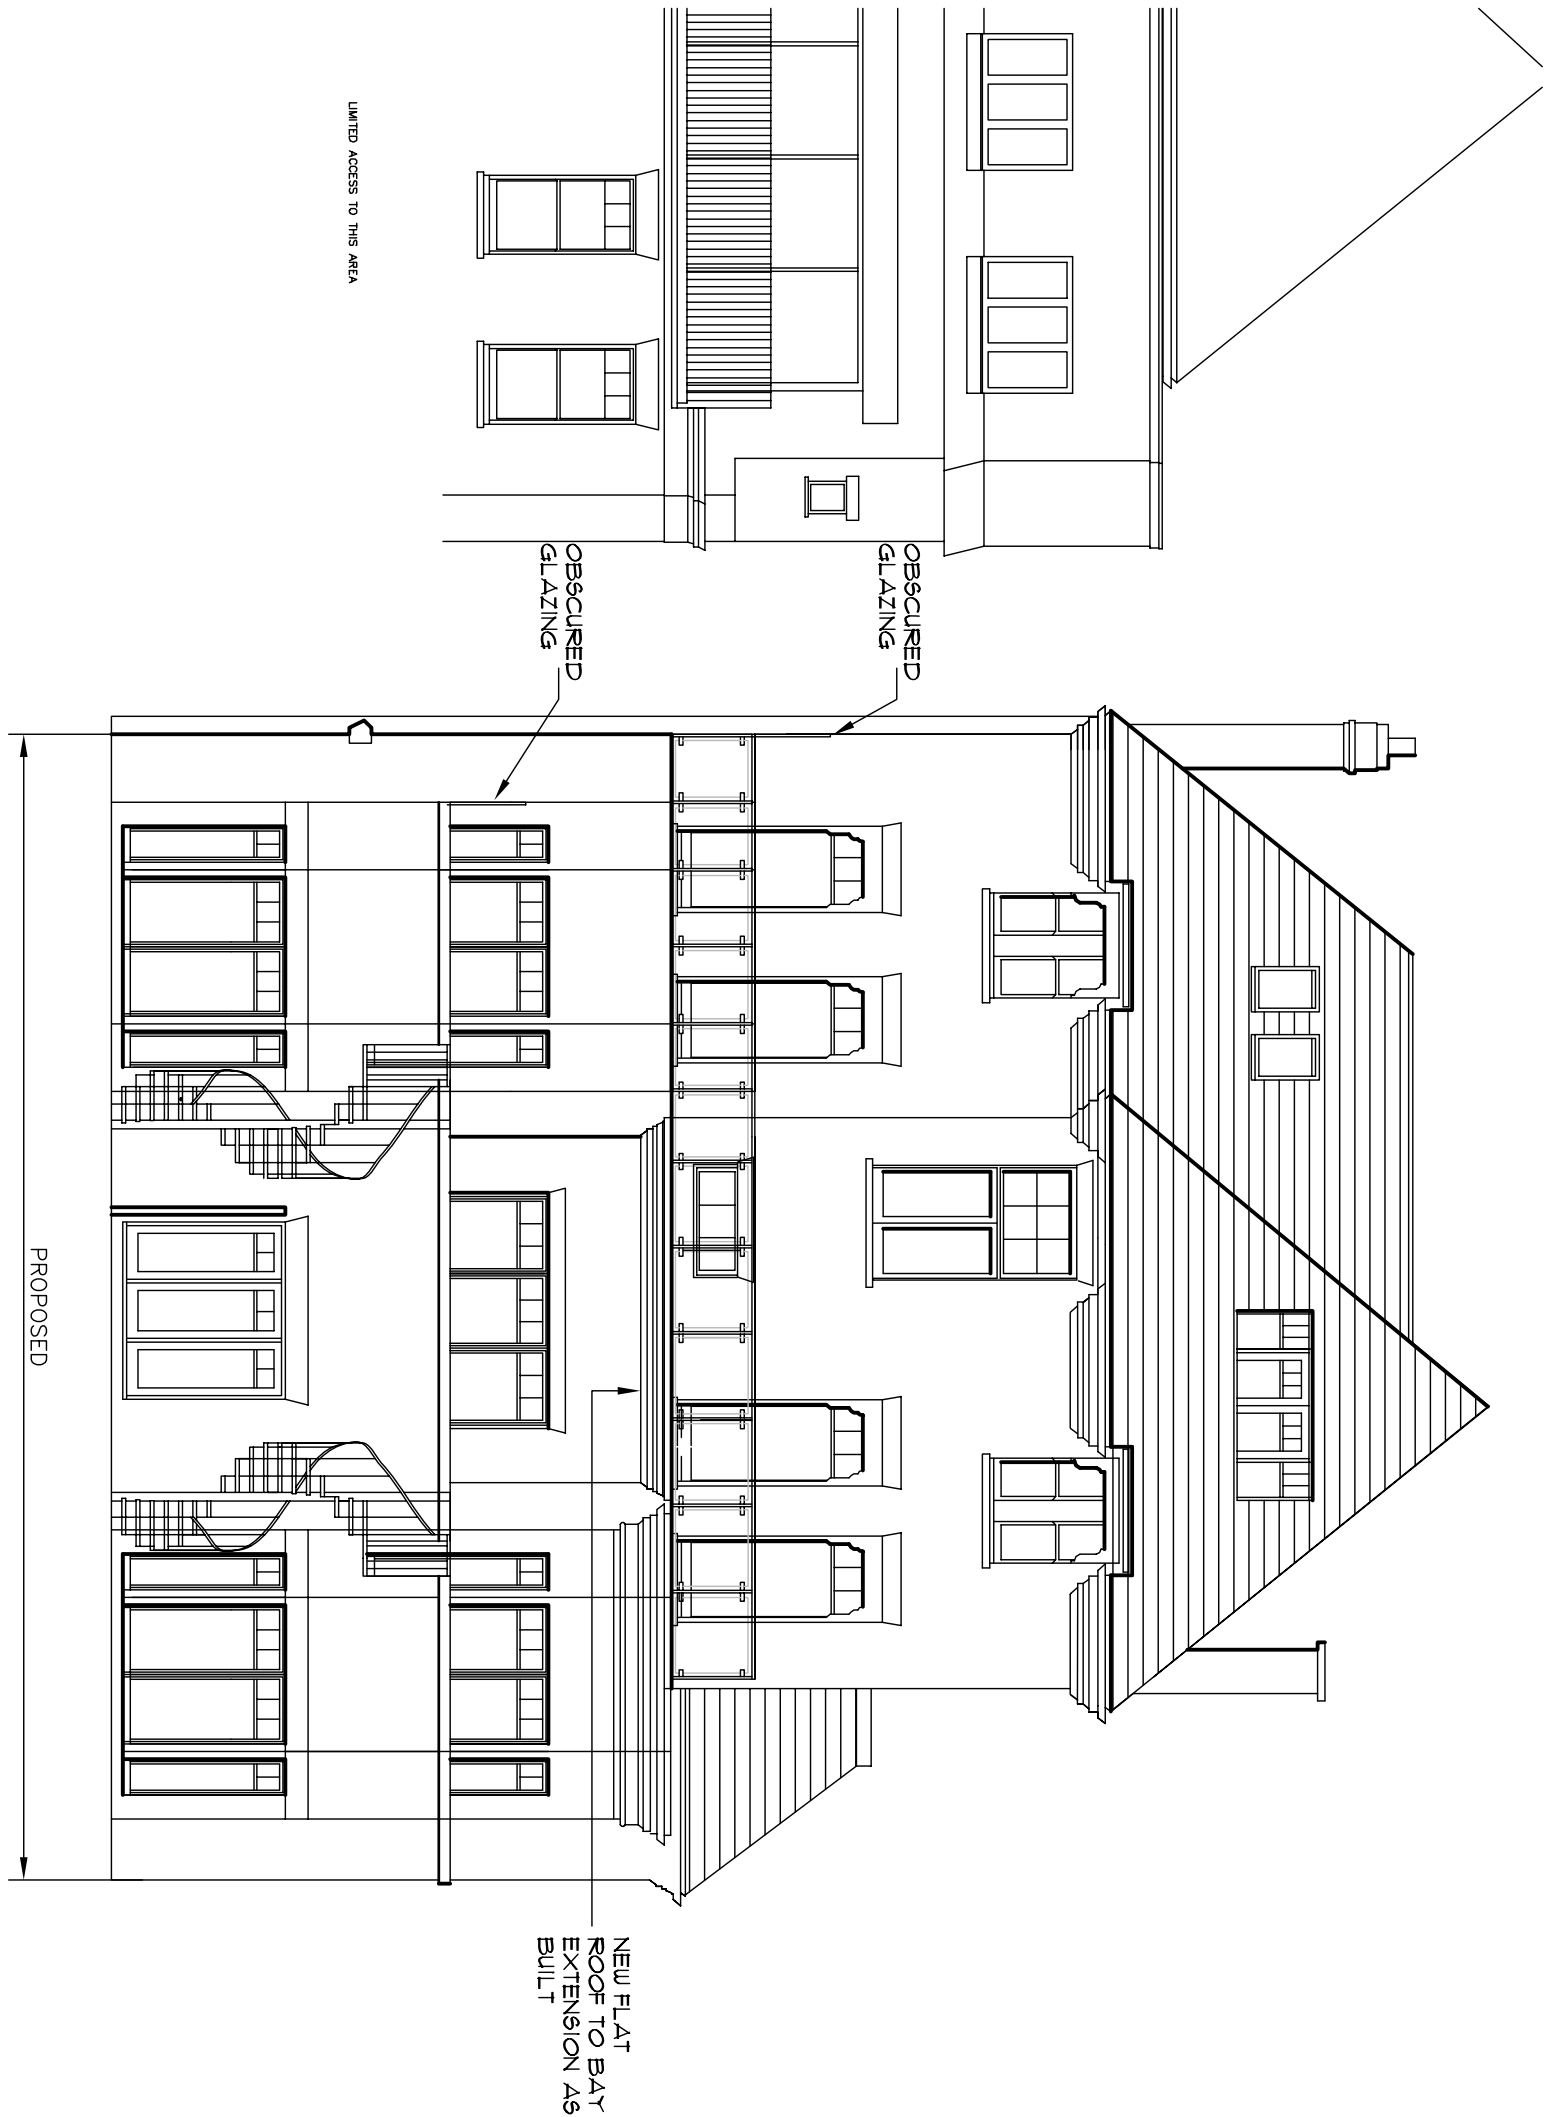 LIMITED ACCESS TO THIS AREA
OBSCURED
GLAZING
OBSCURED
GLAZING
NEW FLAT
ROOF TO BAY
EXTENSION AS
BUILT
PROPOSED